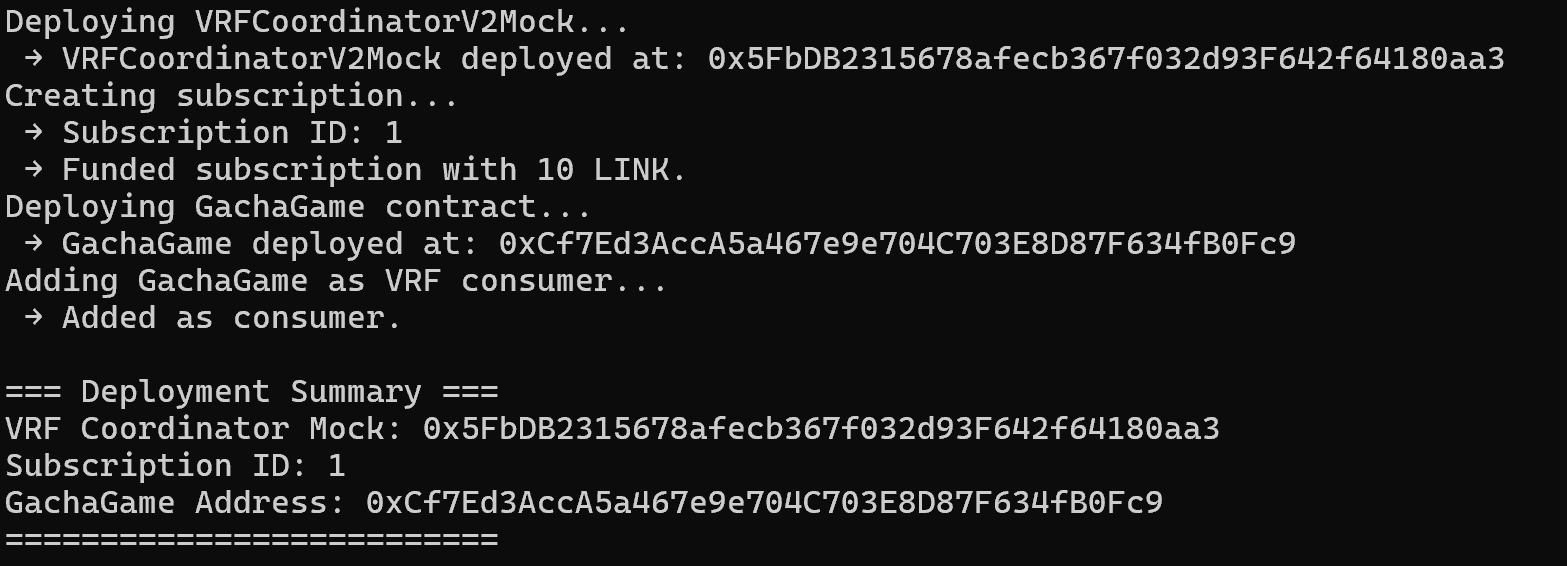 Deploying VRFCoordinatorV2Mock...
→ VRFCoordinatorV2Mock deployed at: 0x5FbDB2315678afecb367f032d93F642f64180aa3
Creating subscription...
→ Subscription ID: 1
→ Funded subscription with 10 LINK.
Deploying GachaGame contract...
→ GachaGame deployed at: 0xCf7Ed3AccA5a467e9e704C703E8D87F634fB0Fc9
Adding GachaGame as VRF consumer...
→ Added as consumer.
=== Deployment Summary ===
VRF Coordinator Mock: 0x5FbDB2315678afecb367f032d93F642f64180aa3
Subscription ID: 1
GachaGame Address: 0xCf7Ed3AccA5a467e9e704C703E8D87F634fB0Fc9
==========================